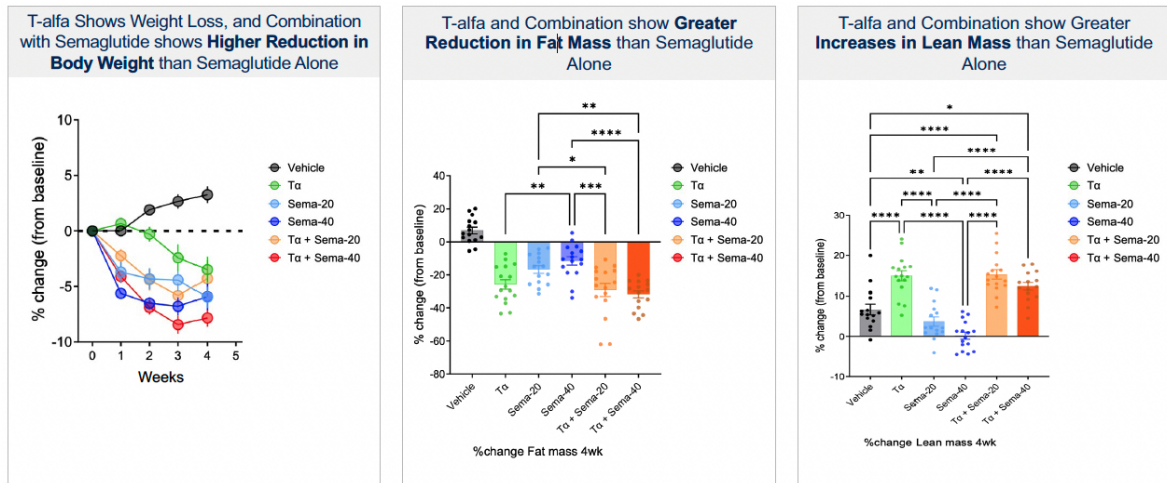 T-alfa Shows Weight Loss, and Combination
with Semaglutide shows Higher Reduction in
Body Weight than Semaglutide Alone
10
5
0
-5
-10
% change (from baseline)
0 1 2 3 4 5
Weeks
Vehicle
Tα
Sema-20
Sema-40
Tα + Sema-20
Tα + Sema-40
T-alfa and Combination show Greater
Reduction in Fat Mass than Semaglutide
Alone
**
****
*
** ***
40
20
0
-20
-40
-60
-80
% change (from baseline)
Vehicle
Tα
Sema-20
Sema-40
Tα + Sema-20
Tα + Sema-40
%change Fat mass 4wk
Vehicle
Tα
Sema-20
Sema-40
Tα + Sema-20
Tα + Sema-40
T-alfa and Combination show Greater
Increases in Lean Mass than Semaglutide
Alone
*
****
****
** ****
**** ****
**** **** ****
30
20
10
0
-10
% change (from baseline)
Vehicle
Tα
Sema-20
Sema-40
Tα + Sema-20
Tα + Sema-40
%change Lean mass 4wk
Vehicle
Tα
Sema-20
Sema-40
Tα + Sema-20
Tα + Sema-40